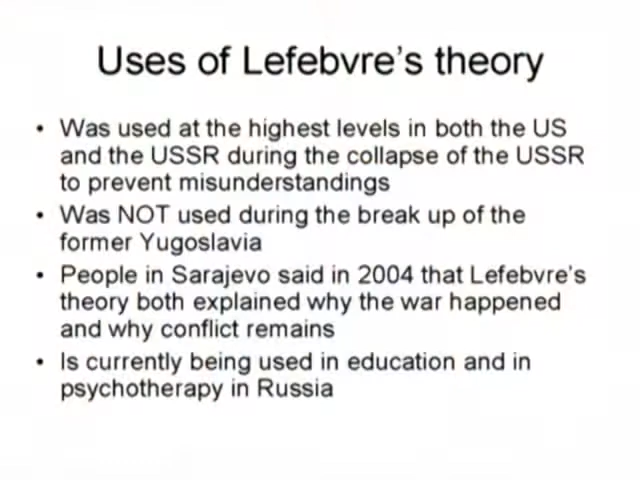 Uses of Lefebvre's theory
• Was used at the highest levels in both the US
and the USSR during the collapse of the USSR
to prevent misunderstandings
• Was NOT used during the break up of the
former Yugoslavia
• People in Sarajevo said in 2004 that Lefebvre's
theory both explained why the war happened
and why conflict remains
• Is currently being used in education and in
psychotherapy in Russia